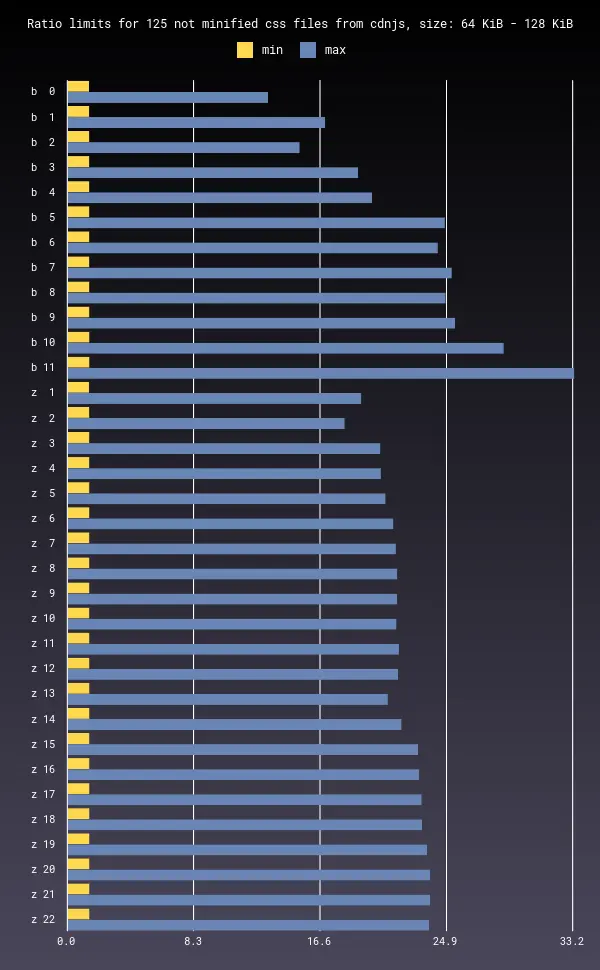 Ratio limits for 125 not minified css files from cdnjs, size: 64 KiB - 128 KiB
min max
b 0
b 1
b 2
b 3
b 4
b 5
b 6
b 7
b 8
b 9
b 10
b 11
z 1
z 2
z 3
z 4
z 5
z 6
z 7
z 8
z 9
z 10
z 11
z 12
z 13
z 14
z 15
z 16
z 17
z 18
z 19
z 20
z 21
z 22
0.0 8.3 16.6 24.9 33.2